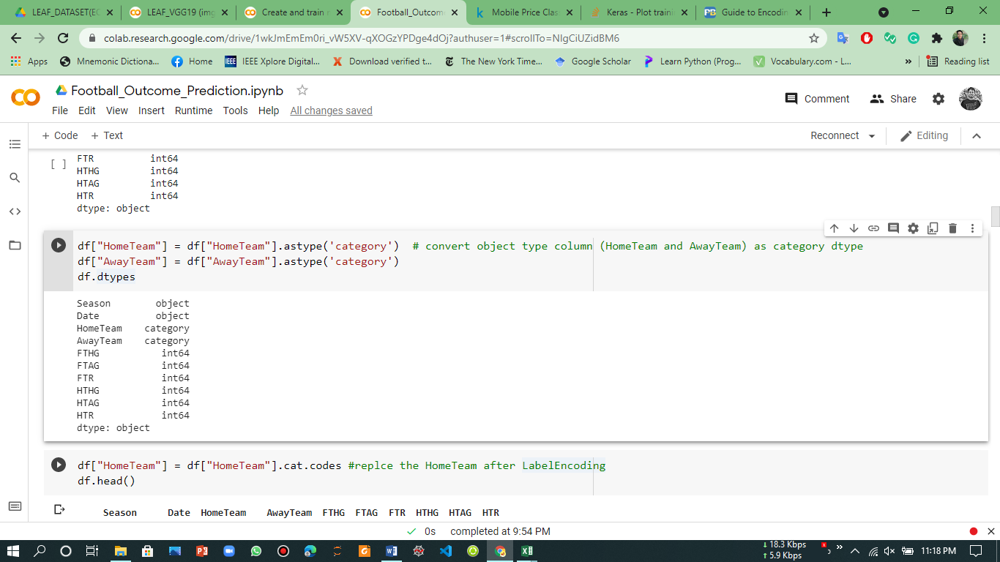 LEAF_DATASET(EC
LEAF_VGG19 (img
Create and train m
Football_Outcome
Mobile Price Clas
Keras - Plot traini
Guide to Encodin
colab.research.google.com/drive/1wkJmEmEm0ri_vW5XV-qXOGzYPDge4dOj?authuser=1#scrollTo=NIgCiUZidBM6
Apps
Mnemonic Dictiona...
Home
IEEE
IEEE Xplore Digital...
Download verified t...
The New York Time...
Google Scholar
Learn Python (Prog...
Vocabulary.com - L...
»
Reading list
Football_Outcome_Prediction.ipynb
Comment
Share
File Edit View Insert Runtime Tools Help All changes saved
+ Code + Text
Reconnect
Editing
[ ]
FTR int64
HTHG int64
HTAG int64
HTR int64
dtype: object
df["HomeTeam"] = df["HomeTeam"].astype('category') # convert object type column (HomeTeam and AwayTeam) as category dtype
df["AwayTeam"] = df["AwayTeam"].astype('category')
df.dtypes
Season object
Date object
HomeTeam category
AwayTeam category
FTHG int64
FTAG int64
FTR int64
HTHG int64
HTAG int64
HTR int64
dtype: object
df["HomeTeam"] = df["HomeTeam"].cat.codes #replce the HomeTeam after LabelEncoding
df.head()
Season Date HomeTeam AwayTeam FTHG FTAG FTR HTHG HTAG HTR
0s completed at 9:54 PM
18.3 Kbps
5.9 Kbps
11:18 PM